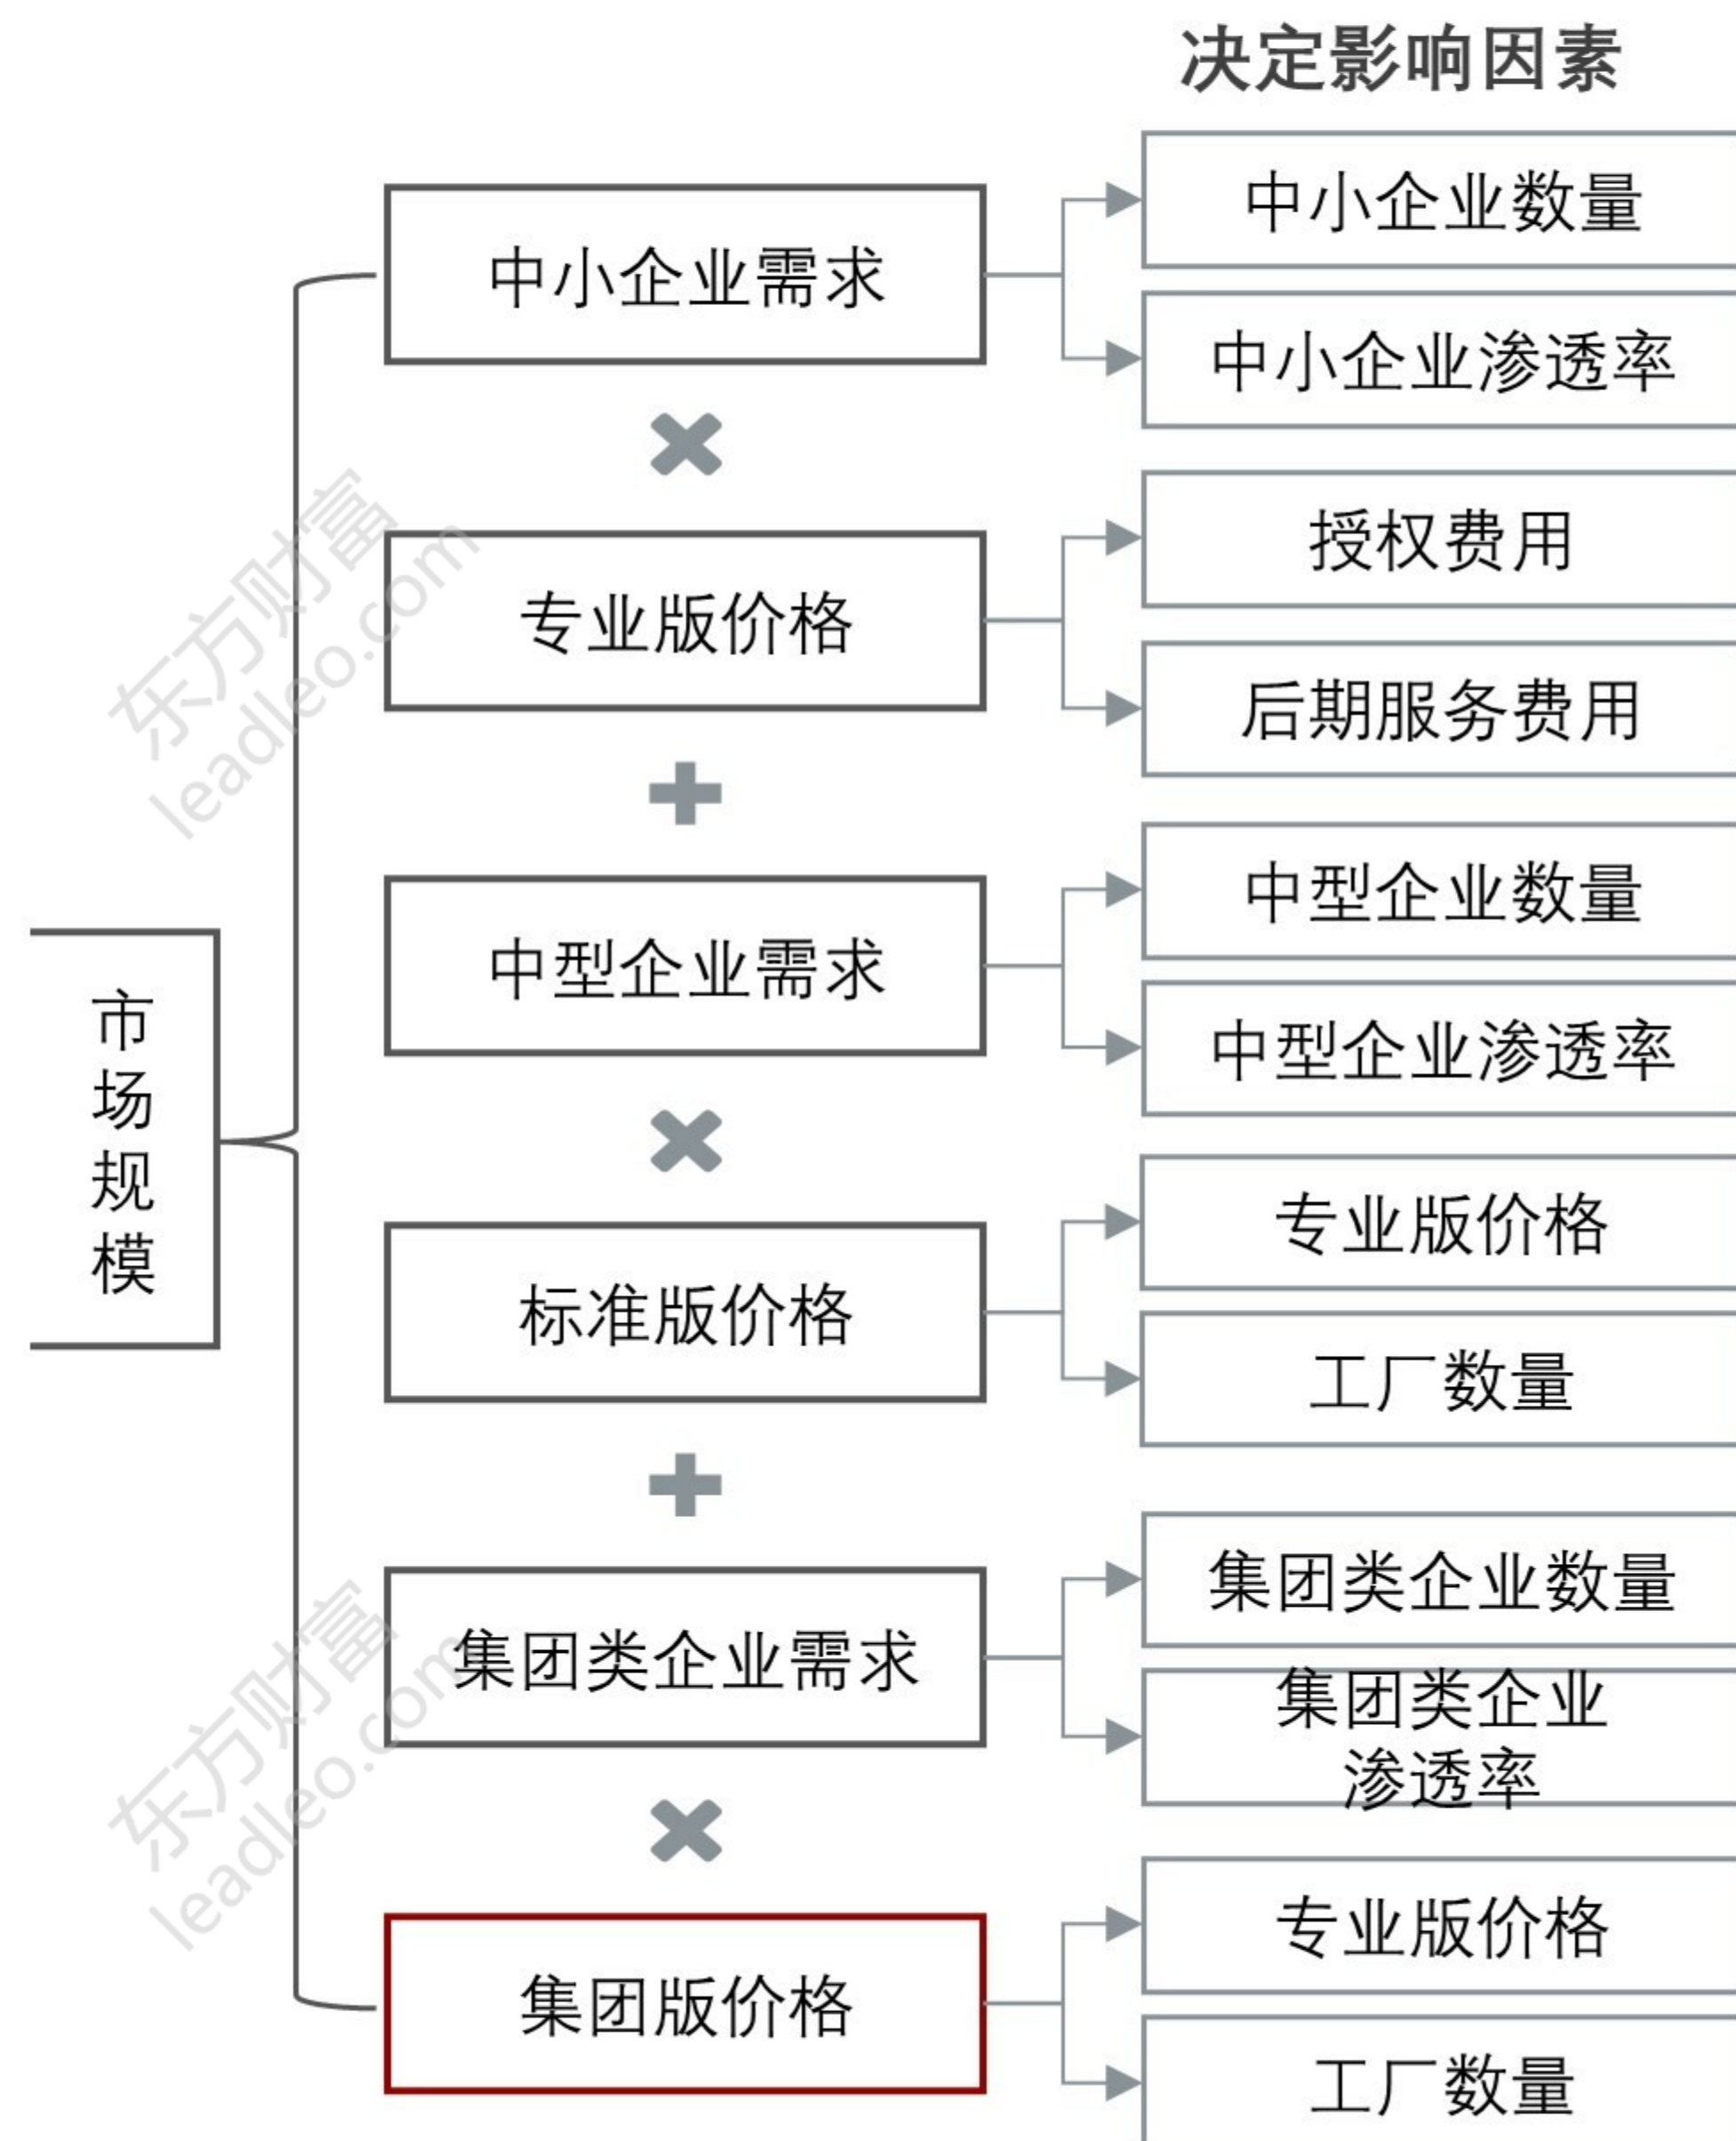 决定影响因素
中小企业需求
中小企业数量
中小企业渗透率
专业版价格
授权费用
后期服务费用
中型企业需求
中型企业数量
中型企业渗透率
市
场
规
模
标准版价格
专业版价格
工厂数量
集团类企业需求
集团类企业数量
集团类企业
渗透率
集团版价格
专业版价格
工厂数量
东方财富
leadleo.com
东方财富
leadleo.com